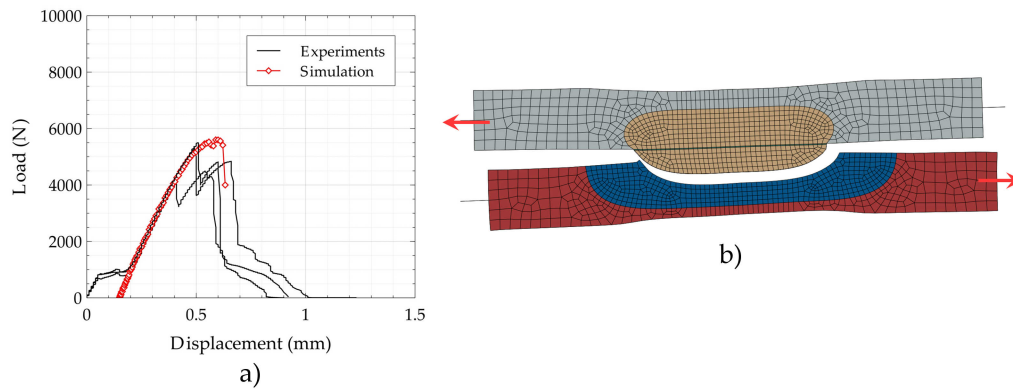 10000
8000
6000
4000
2000
0
Load (N)
Experiments
Simulation
0
0.5
1
1.5
Displacement (mm)
a)
b)